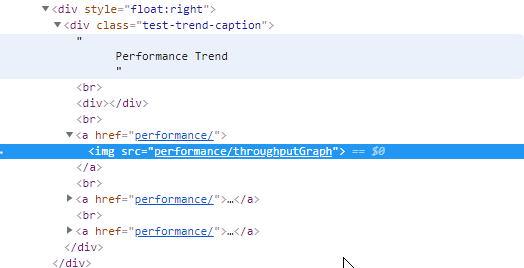 ▼<div style="float:right">
▼<div class="test-trend-caption">
"
Performance Trend
"
<br>
<div></div>
<br>
▼<a href="performance/">
<img src="performance/throughputGraph"> == $0
</a>
<br>
▶<a href="performance/">…</a>
<br>
▶<a href="performance/">…</a>
</div>
</div>